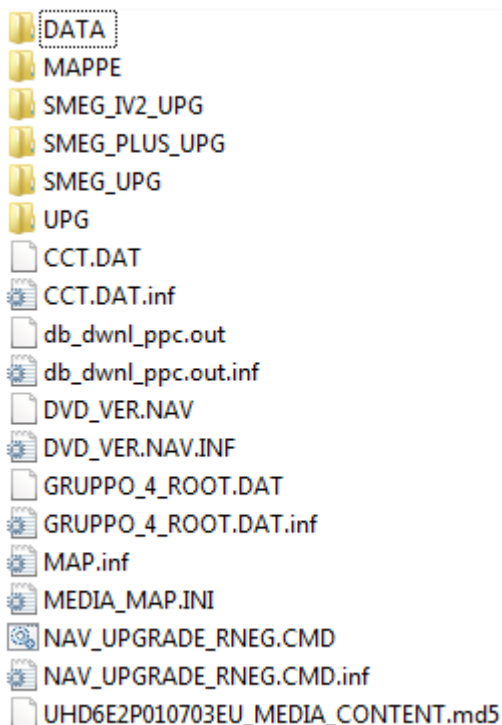 DATA
MAPPE
SMEG_IV2_UPG
SMEG_PLUS_UPG
SMEG_UPG
UPG
CCT.DAT
CCT.DAT.inf
db_dwnl_ppc.out
db_dwnl_ppc.out.inf
DVD_VER.NAV
DVD_VER.NAV.INF
GRUPPO_4_ROOT.DAT
GRUPPO_4_ROOT.DAT.inf
MAP.inf
MEDIA_MAP.INI
NAV_UPGRADE_RNEG.CMD
NAV_UPGRADE_RNEG.CMD.inf
UHD6E2P010703EU_MEDIA_CONTENT.md5